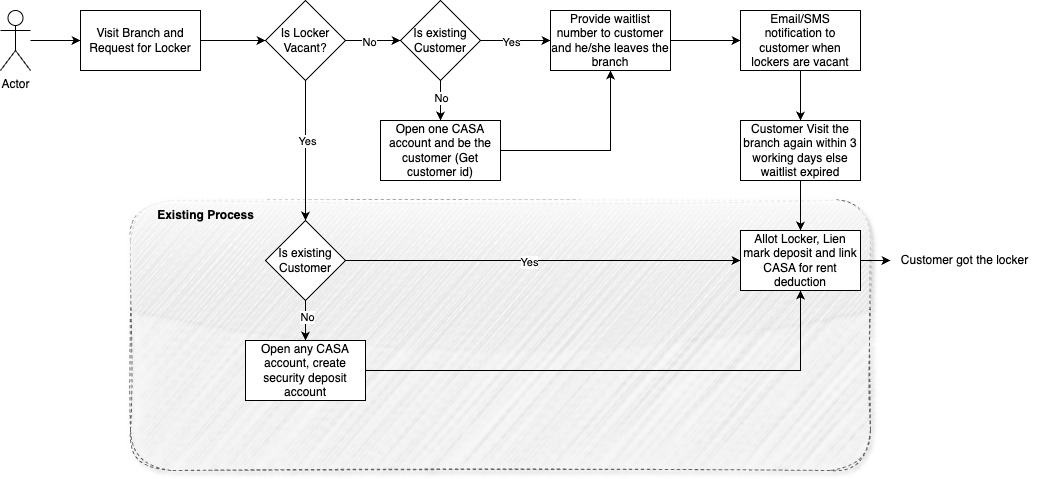 Actor
Visit Branch and
Request for Locker
Is Locker
Vacant?
No
Is existing
Customer
Yes
Provide waitlist
number to customer
and he/she leaves the
branch
Email/SMS
notification to
customer when
lockers are vacant
No
Open one CASA
account and be the
customer (Get
customer id)
Customer Visit the
branch again within 3
working days else
waitlist expired
Yes
Existing Process
Is existing
Customer
Yes
Allot Locker, Lien
mark deposit and link
CASA for rent
deduction
Customer got the locker
No
Open any CASA
account, create
security deposit
account